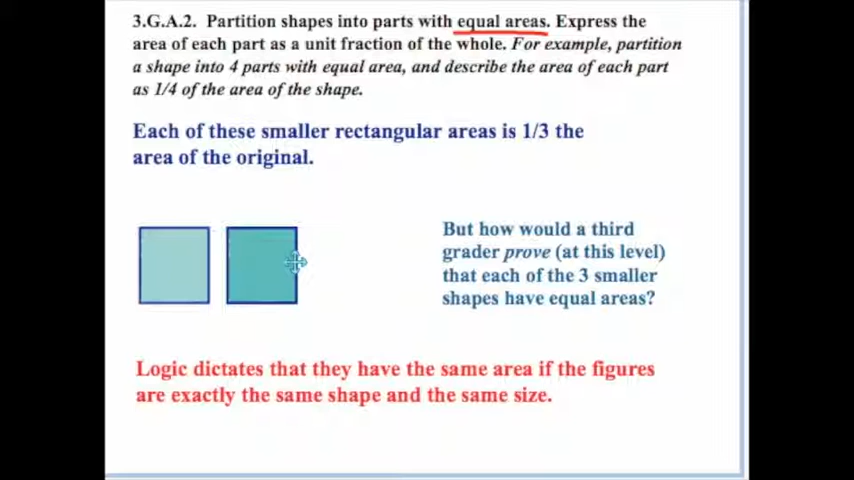 3.G.A.2. Partition shapes into parts with equal areas. Express the
area of each part as a unit fraction of the whole. For example, partition
a shape into 4 parts with equal area, and describe the area of each part
as 1/4 of the area of the shape.
Each of these smaller rectangular areas is 1/3 the
area of the original.
But how would a third
grader prove (at this level)
that each of the 3 smaller
shapes have equal areas?
Logic dictates that they have the same area if the figures
are exactly the same shape and the same size.